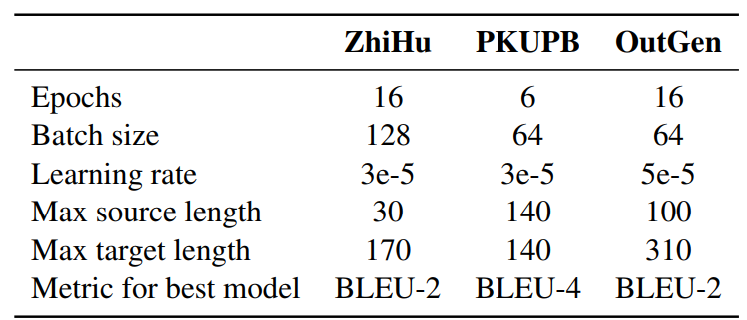 ZhiHu PKUPB OutGen
Epochs 16 6 16
Batch size 128 64 64
Learning rate 3e-5 3e-5 5e-5
Max source length 30 140 100
Max target length 170 140 310
Metric for best model BLEU-2 BLEU-4 BLEU-2